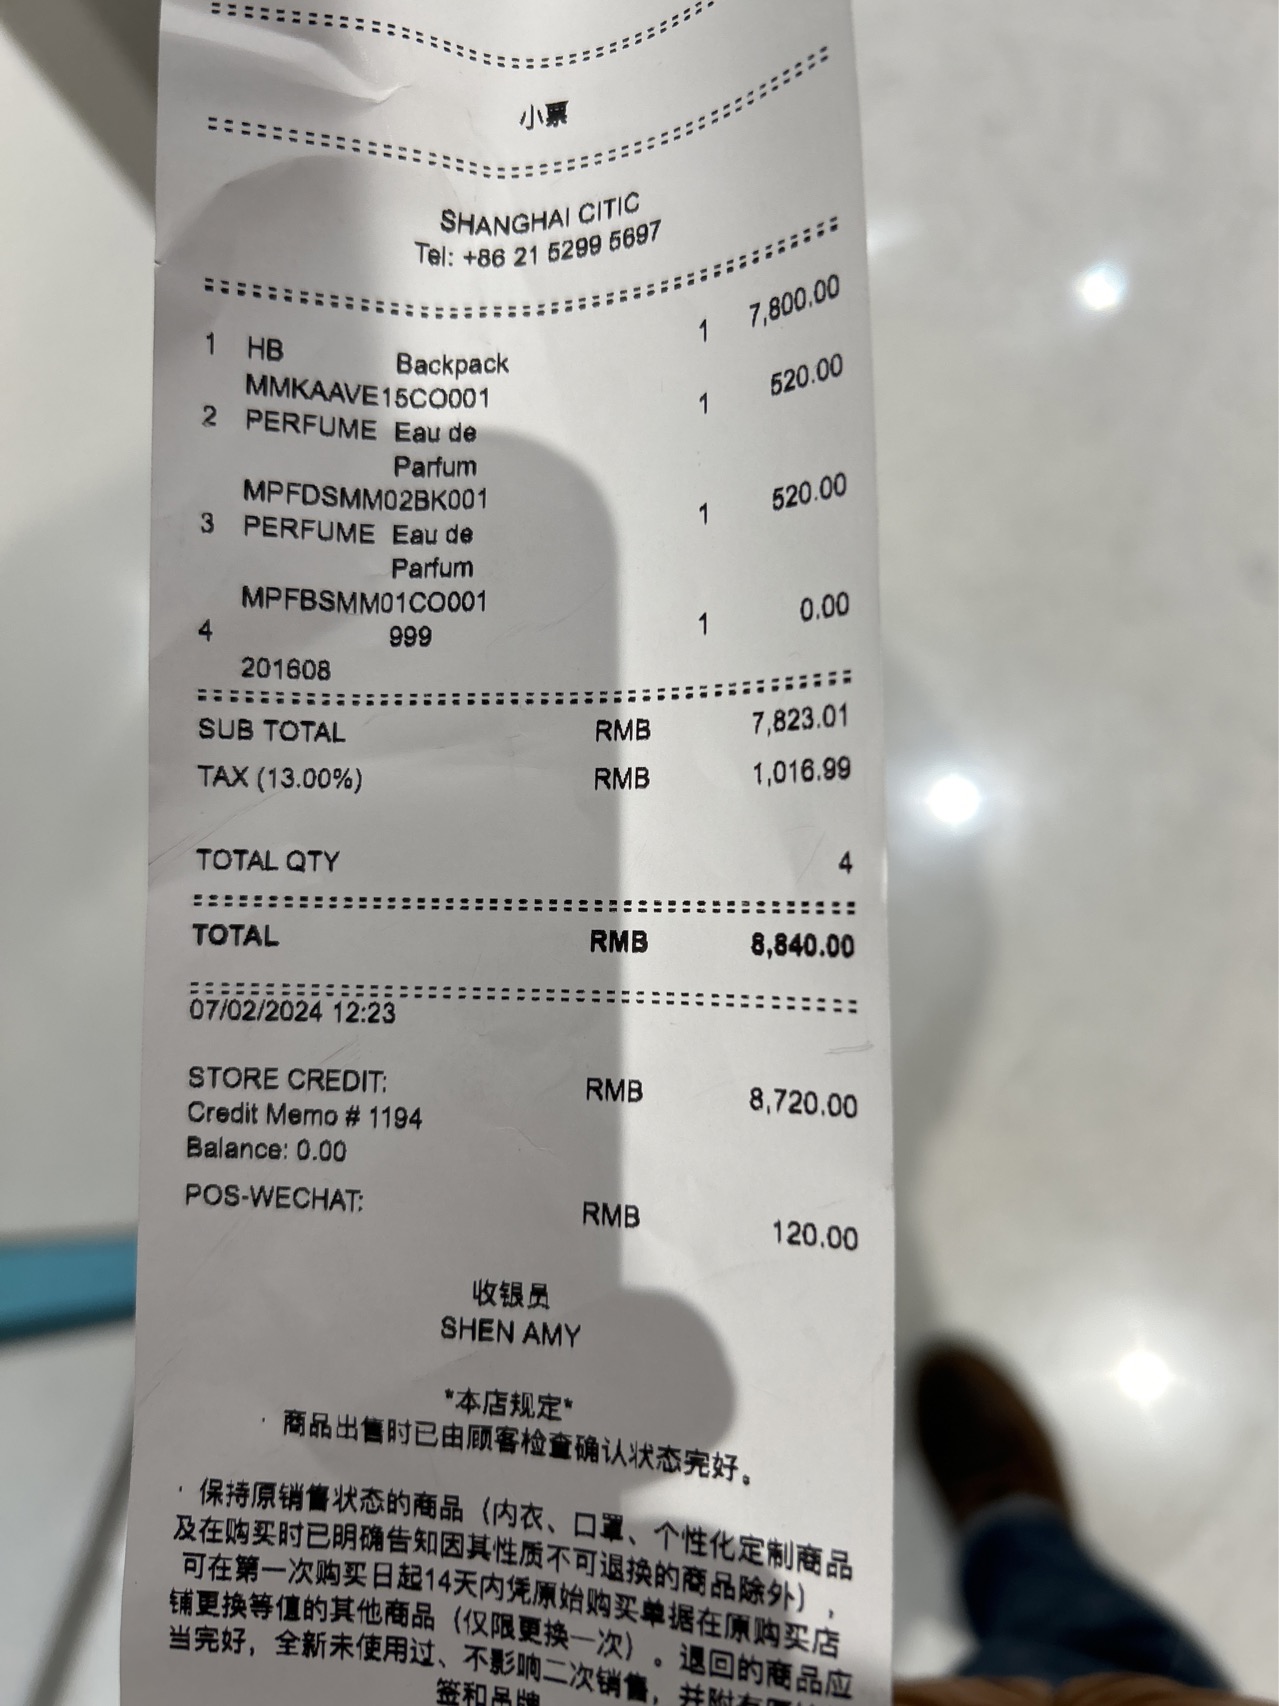 小票
SHANGHAI CITIC
Tel: +86 21 5299 5697
1 HB Backpack 1 7,800.00
MMKAAVE15CO001
2 PERFUME Eau de 1 520.00
Parfum
MPFDSMM02BK001
3 PERFUME Eau de 1 520.00
Parfum
MPFBSMM01CO001
4 999 1 0.00
201608
SUB TOTAL RMB 7,823.01
TAX (13.00%) RMB 1,016.99
TOTAL QTY 4
TOTAL RMB 8,840.00
07/02/2024 12:23
STORE CREDIT: RMB 8,720.00
Credit Memo # 1194
Balance: 0.00
POS-WECHAT: RMB 120.00
收银员
SHEN AMY
*本店规定*
· 商品出售时已由顾客检查确认状态完好。
· 保持原销售状态的商品（内衣、口罩、个性化定制商品
及在购买时已明确告知因其性质不可退换的商品除外），
可在第一次购买日起14天内凭原始购买单据在原购买店
铺更换等值的其他商品（仅限更换一次）。退回的商品应
当完好，全新未使用过、不影响二次销售，并附有
签和吊牌